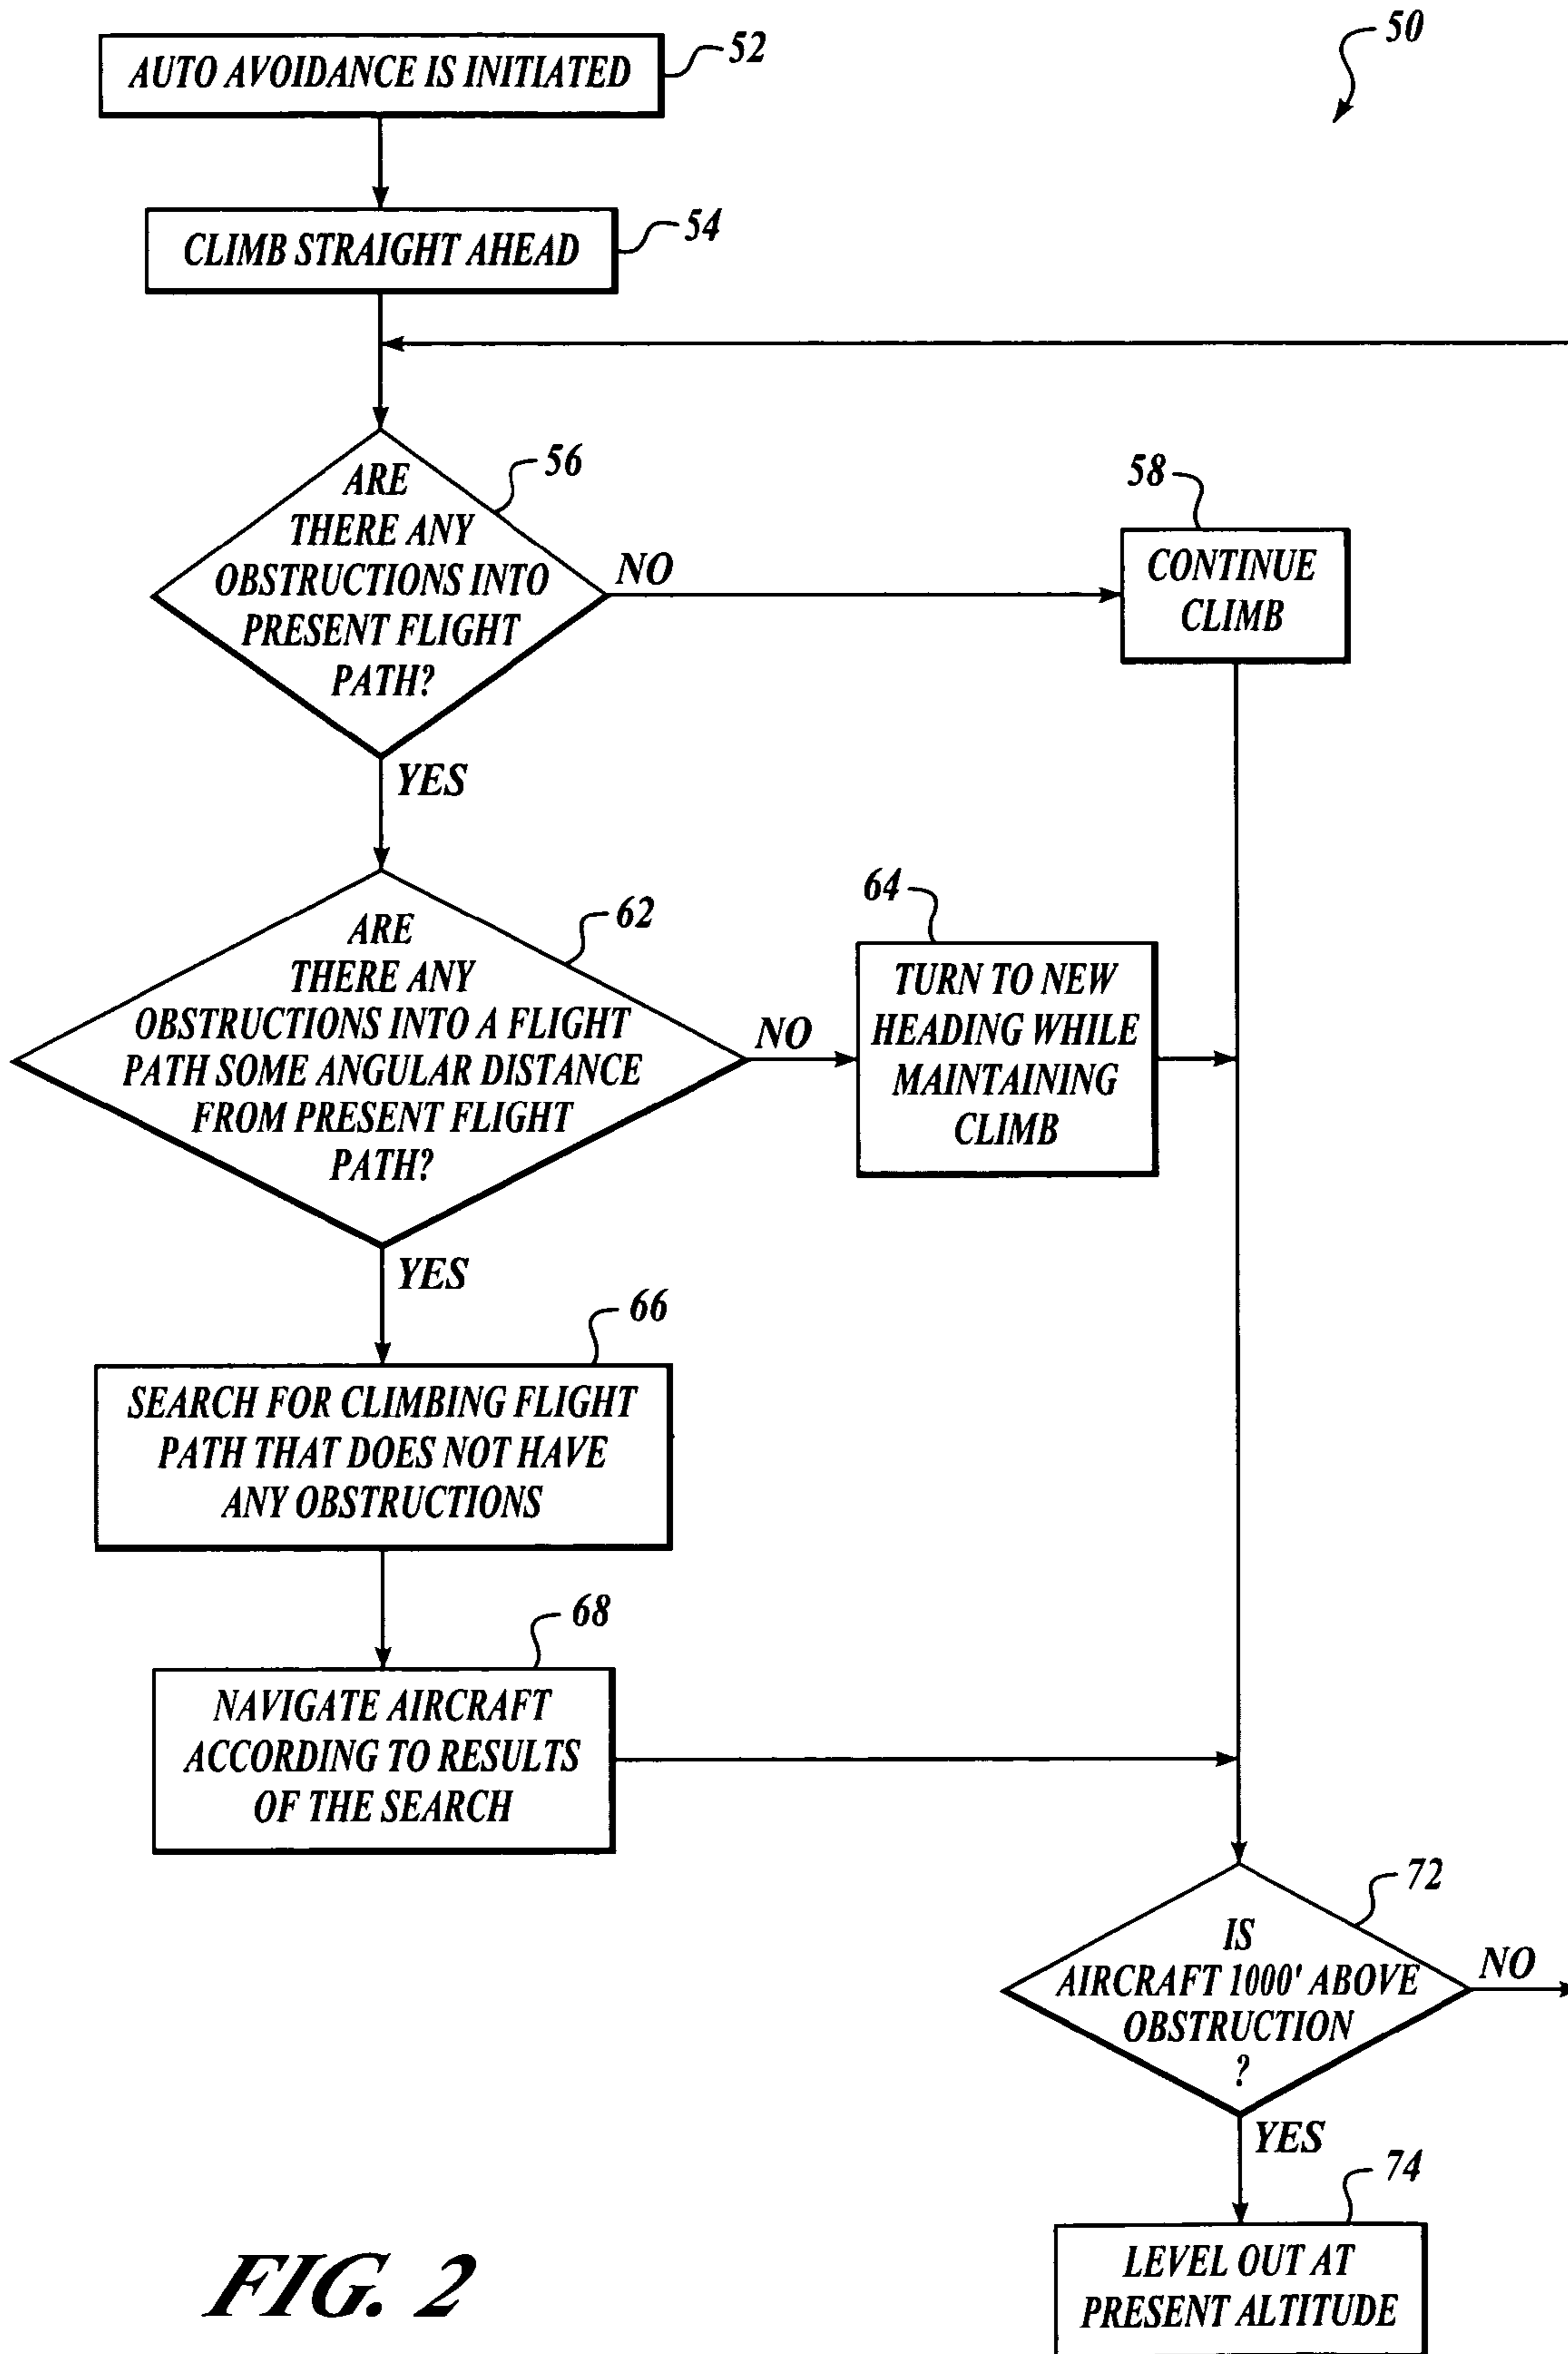 50
AUTO AVOIDANCE IS INITIATED
52
CLIMB STRAIGHT AHEAD
54
ARE
THERE ANY
OBSTRUCTIONS INTO
PRESENT FLIGHT
PATH?
56
NO
YES
58
CONTINUE
CLIMB
ARE
THERE ANY
OBSTRUCTIONS INTO A FLIGHT
PATH SOME ANGULAR DISTANCE
FROM PRESENT FLIGHT
PATH?
62
NO
YES
64
TURN TO NEW
HEADING WHILE
MAINTAINING
CLIMB
66
SEARCH FOR CLIMBING FLIGHT
PATH THAT DOES NOT HAVE
ANY OBSTRUCTIONS
68
NAVIGATE AIRCRAFT
ACCORDING TO RESULTS
OF THE SEARCH
72
IS
AIRCRAFT 1000' ABOVE
OBSTRUCTION
?
NO
YES
74
LEVEL OUT AT
PRESENT ALTITUDE
FIG. 2